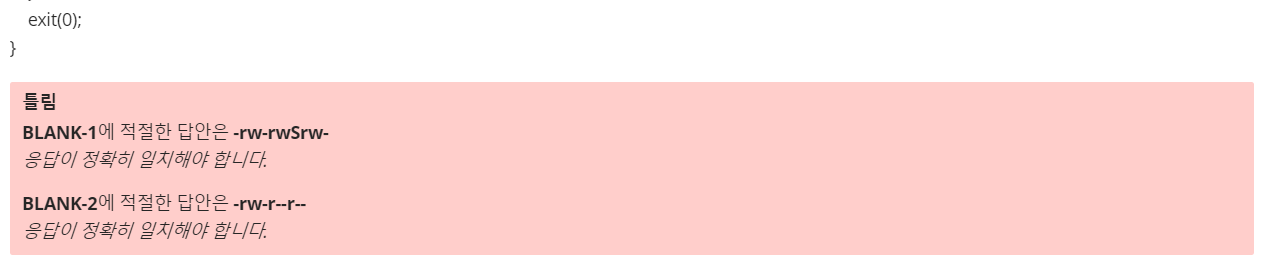 exit(0);
}
틀림
BLANK-1에 적절한 답안은 -rw-rwSrw-
응답이 정확히 일치해야 합니다.
BLANK-2에 적절한 답안은 -rw-r--r--
응답이 정확히 일치해야 합니다.